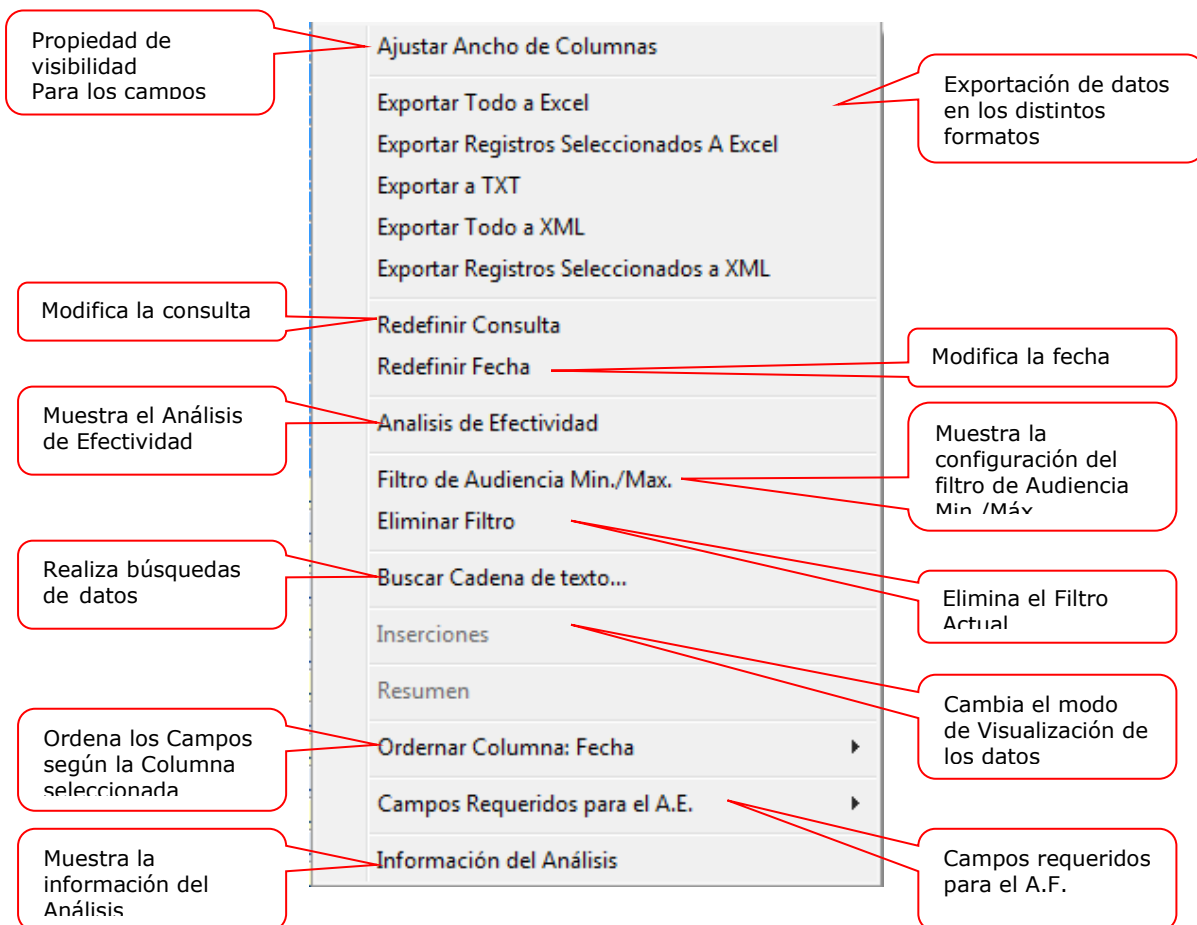 Propiedad de
visibilidad
Para los campos
Ajustar Ancho de Columnas
Exportación de datos
en los distintos
formatos
Exportar Todo a Excel
Exportar Registros Seleccionados A Excel
Exportar a TXT
Exportar Todo a XML
Exportar Registros Seleccionados a XML
Modifica la consulta
Redefinir Consulta
Redefinir Fecha
Modifica la fecha
Muestra el Análisis
de Efectividad
Analisis de Efectividad
Muestra la
configuración del
filtro de Audiencia
Min./Máx
Filtro de Audiencia Min./Max.
Eliminar Filtro
Realiza búsquedas
de datos
Buscar Cadena de texto...
Elimina el Filtro
Actual
Inserciones
Resumen
Cambia el modo
de Visualización de
los datos
Ordena los Campos
según la Columna
seleccionada
Ordernar Columna: Fecha
Campos Requeridos para el A.E.
Muestra la
información del
Análisis
Información del Análisis
Campos requeridos
para el A.F.